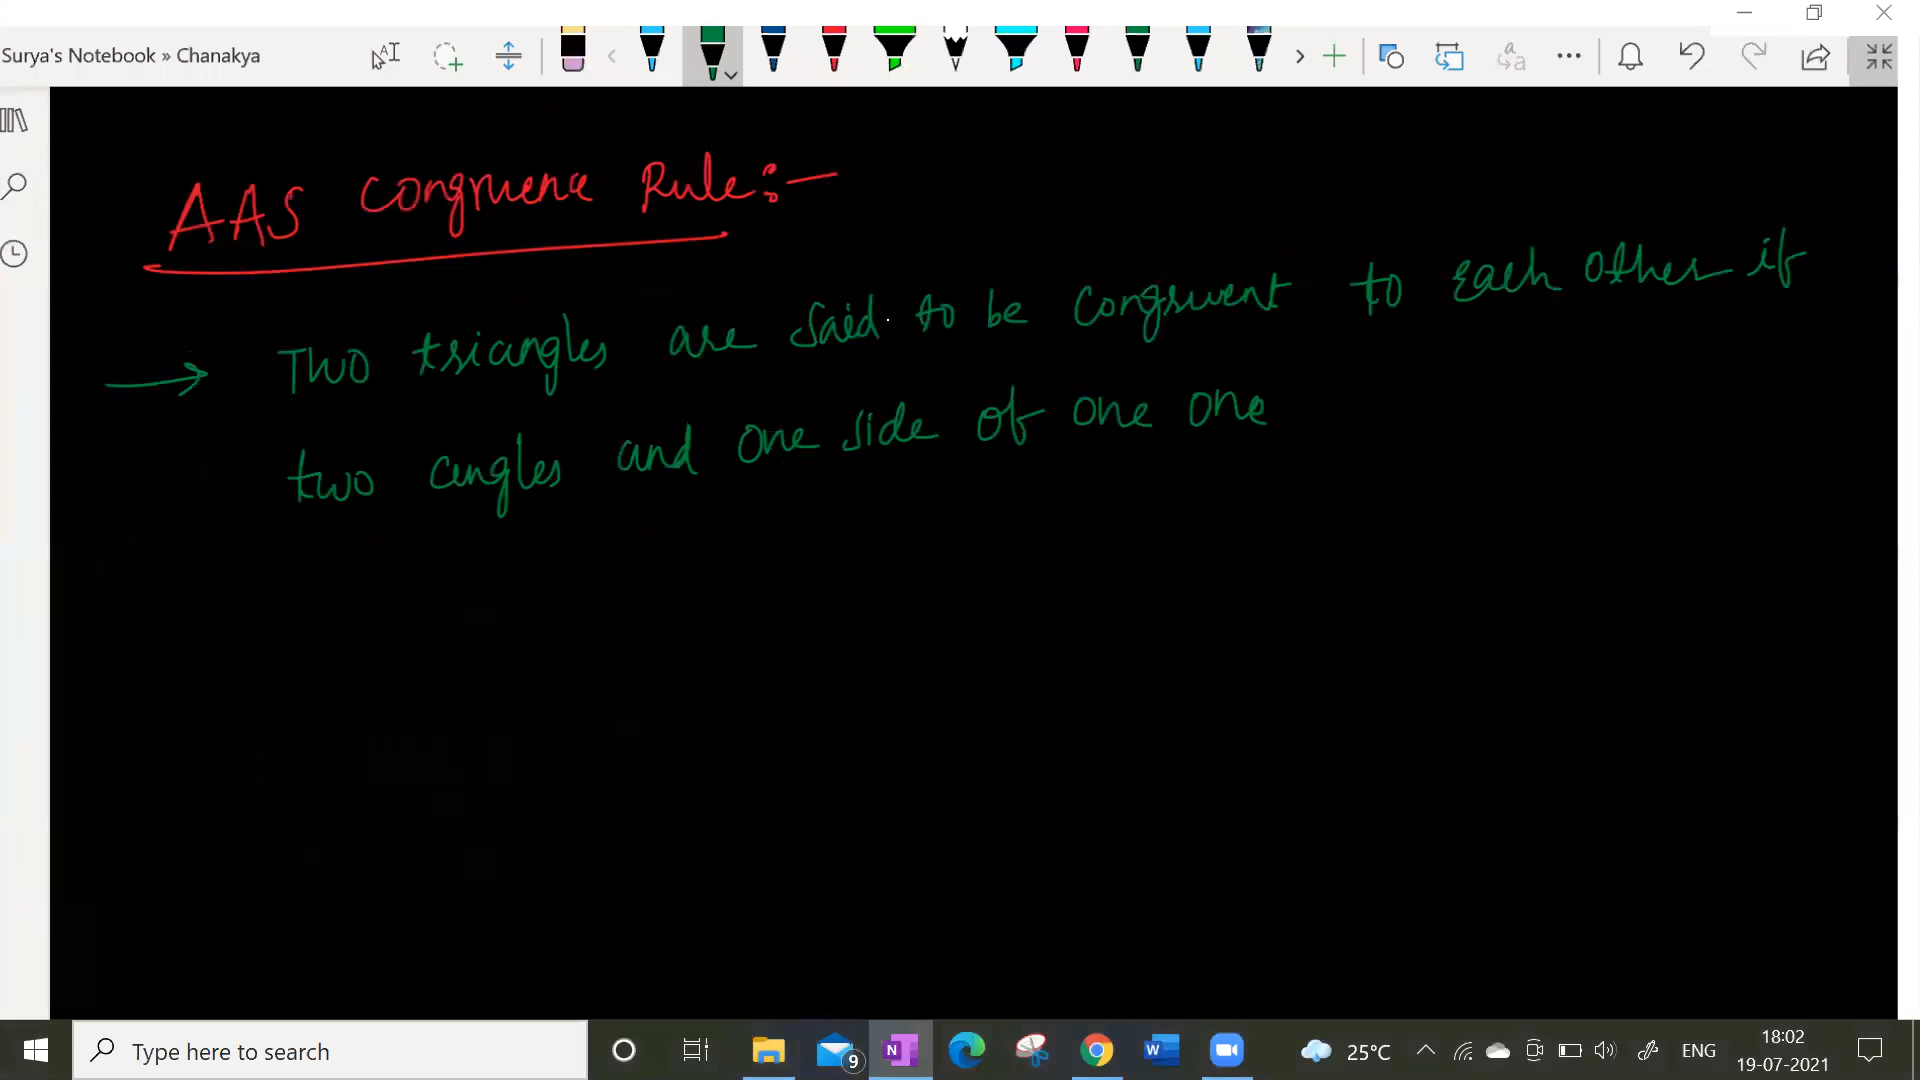 Surya's Notebook » Chanakya
AAS Congruence Rule:-
→ Two triangles are said to be congruent to each other if
two angles and one side of one one
Type here to search
9
25°C
ENG
18:02
19-07-2021